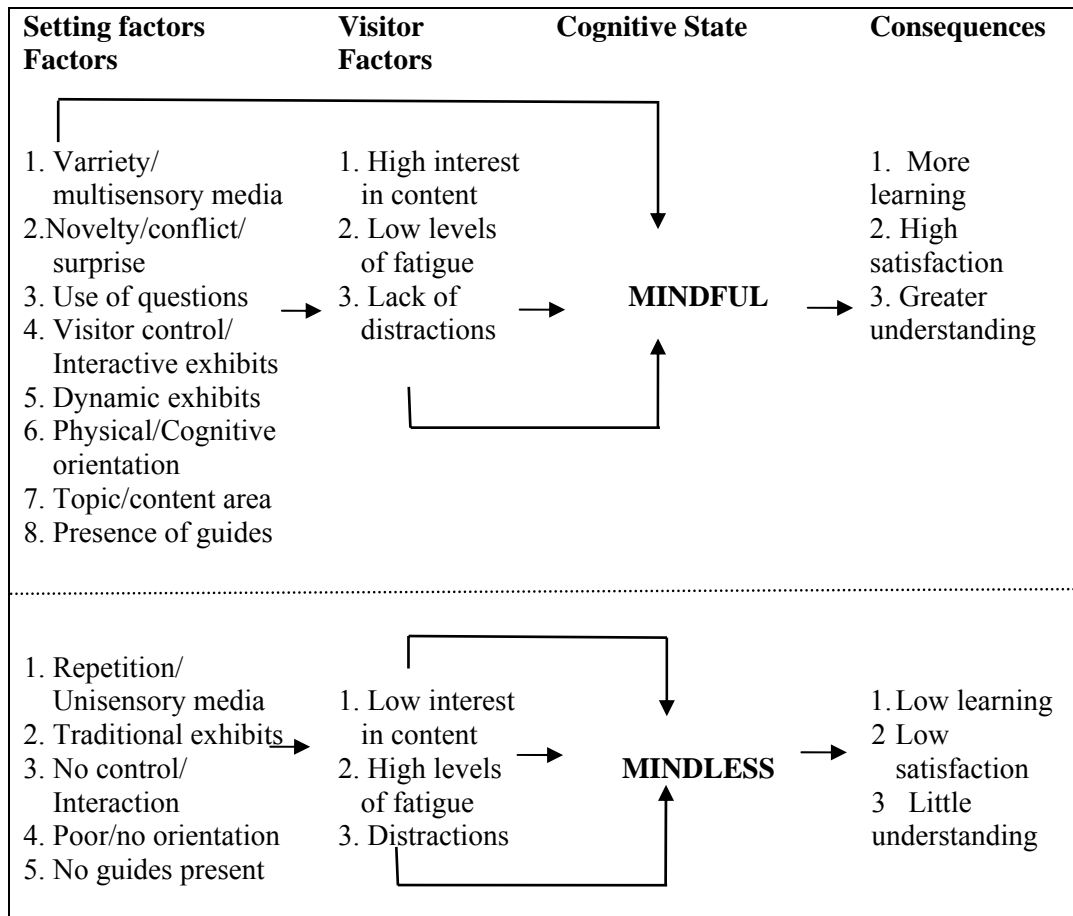 Setting factors
Factors
Visitor
Factors
Cognitive State
Consequences
1. Varriety/
multisensory media
2.Novelty/conflict/
surprise
3. Use of questions
4. Visitor control/
Interactive exhibits
5. Dynamic exhibits
6. Physical/Cognitive
orientation
7. Topic/content area
8. Presence of guides
1. High interest
in content
2. Low levels
of fatigue
3. Lack of
distractions
MINDFUL
1. More
learning
2. High
satisfaction
3. Greater
understanding
1. Repetition/
Unisensory media
2. Traditional exhibits
3. No control/
Interaction
4. Poor/no orientation
5. No guides present
1. Low interest
in content
2. High levels
of fatigue
3. Distractions
MINDLESS
1. Low learning
2 Low
satisfaction
3 Little
understanding